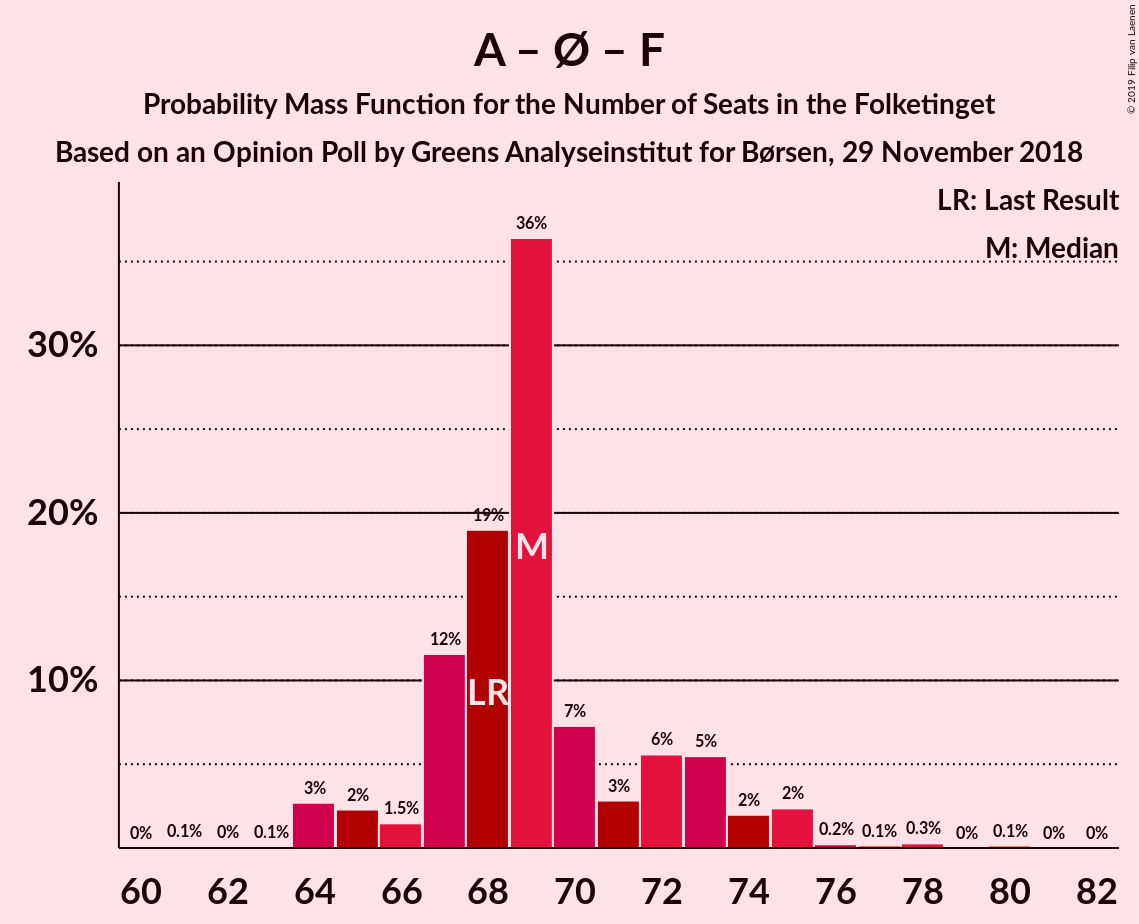 A – Ø – F
Probability Mass Function for the Number of Seats in the Folketinget
Based on an Opinion Poll by Greens Analyseinstitut for Børsen, 29 November 2018
© 2019 Filip van Laenen
LR: Last Result
M: Median
30%
20%
10%
0%
0.1%
0%
0.1%
3%
2%
1.5%
12%
19%
36%
7%
3%
6%
5%
2%
2%
0.2%
0.1%
0.3%
0%
0.1%
0%
0%
LR
M
60 62 64 66 68 70 72 74 76 78 80 82